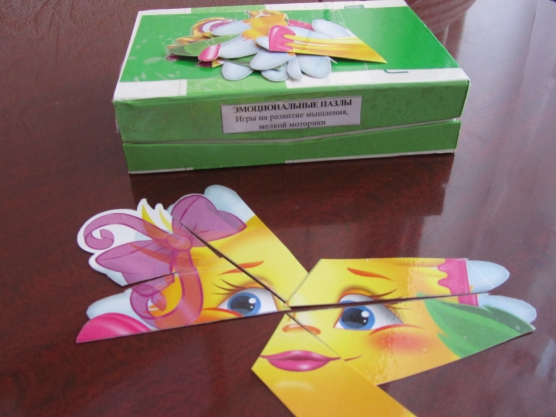 ЭМОЦИОНАЛЬНЫЕ ПАЗЛЫ
Игры на развитие мышления,
мелкой моторики